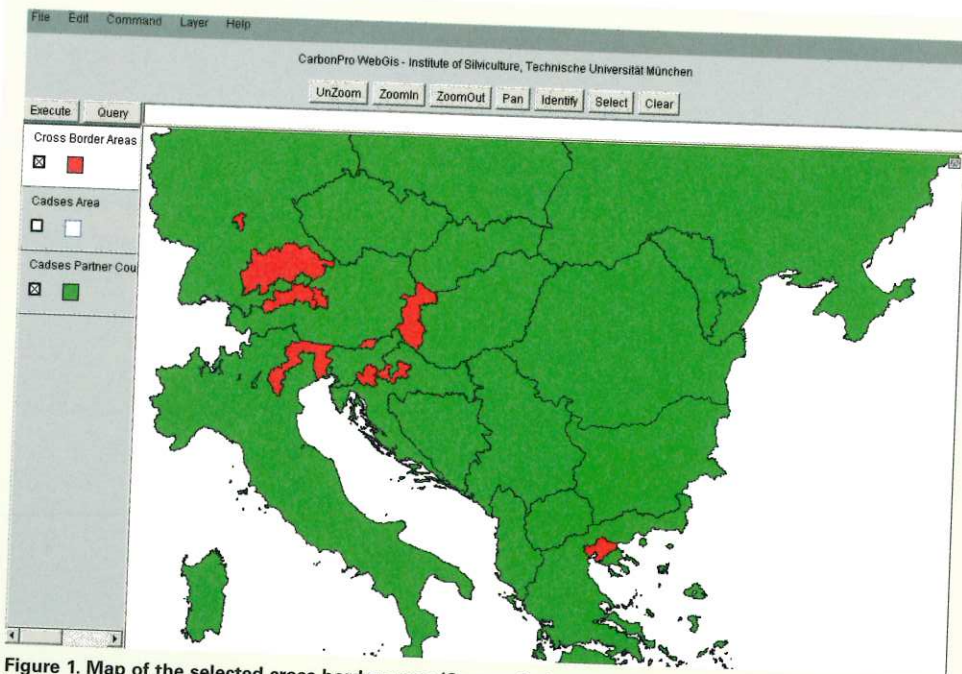 File Edit Command Layer Help
CarbonPro WebGis - Institute of Silviculture, Technische Universität München
UnZoom ZoomIn ZoomOut Pan Identify Select Clear
Execute Query
Cross Border Areas
Cadses Area
Cadses Partner Cou
Figure 1. Map of the selected cross border